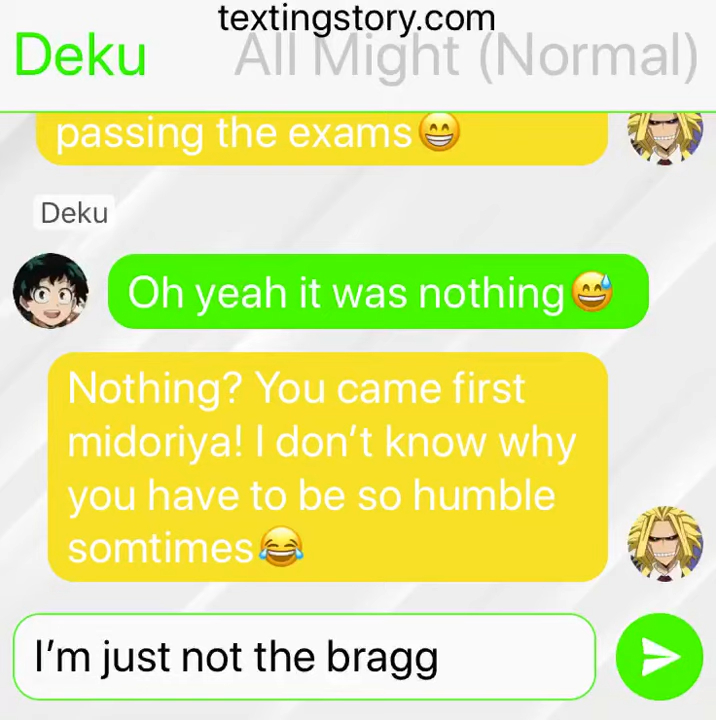 textingstory.com
Deku All Might (Normal)
passing the exams😁
Deku
Oh yeah it was nothing😅
Nothing? You came first
midoriya! I don’t know why
you have to be so humble
somtimes😂
I’m just not the bragg